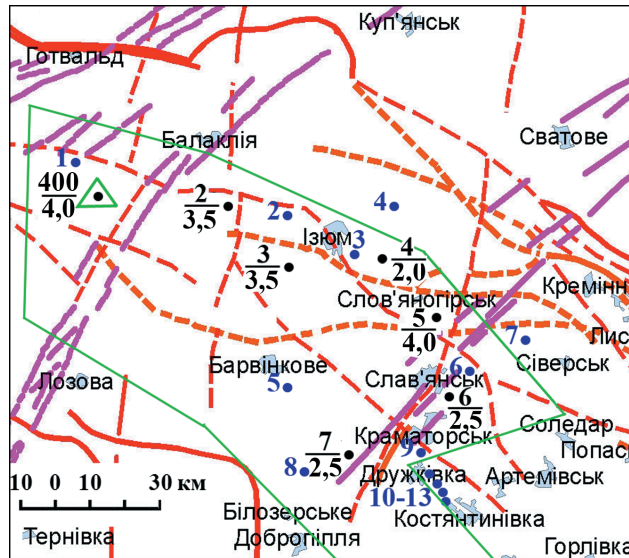 Куп'янськ
Готвальд
Балаклія
Сватове
1
400
4,0
2
3,5
2
4
Ізюм
3
3
3,5
4
2,0
Кремінн
Слов'яногірськ
5
4,0
Лис
7
Сіверськ
Барвінкове
Лозова
5
Слав'янськ
6
6
2,5
Соледар
Попас
Краматорськ
7
2,5
9
8
Дружківка
Артемівськ
10 0 10 30 км
10-13
Білозерське
Костянтинівка
Тернівка
Доброгілля
Горлівка